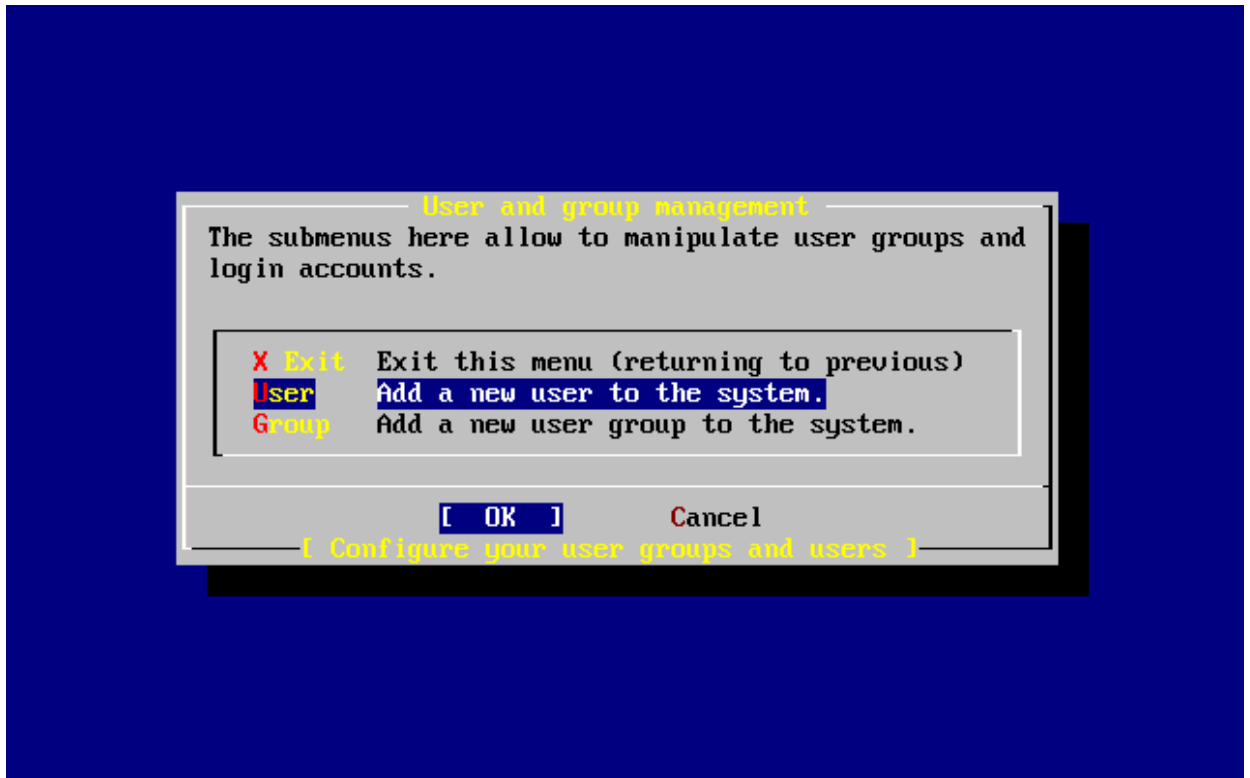 User and group management
The submenus here allow to manipulate user groups and
login accounts.
X Exit Exit this menu (returning to previous)
User Add a new user to the system.
Group Add a new user group to the system.
[ OK ] Cancel
[ Configure your user groups and users ]